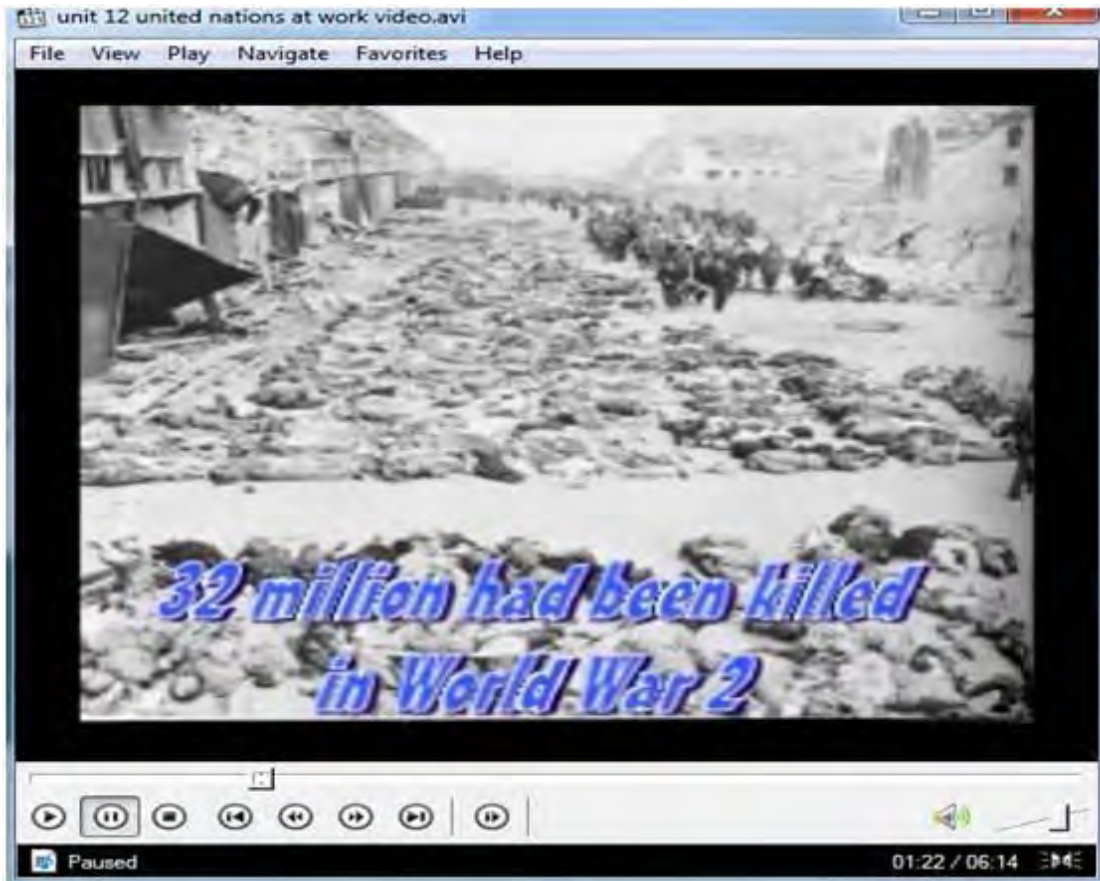 unit 12 united nations at work video.avi
File View Play Navigate Favorites Help
32 million had been killed
in World War 2
Paused
01:22 / 06:14